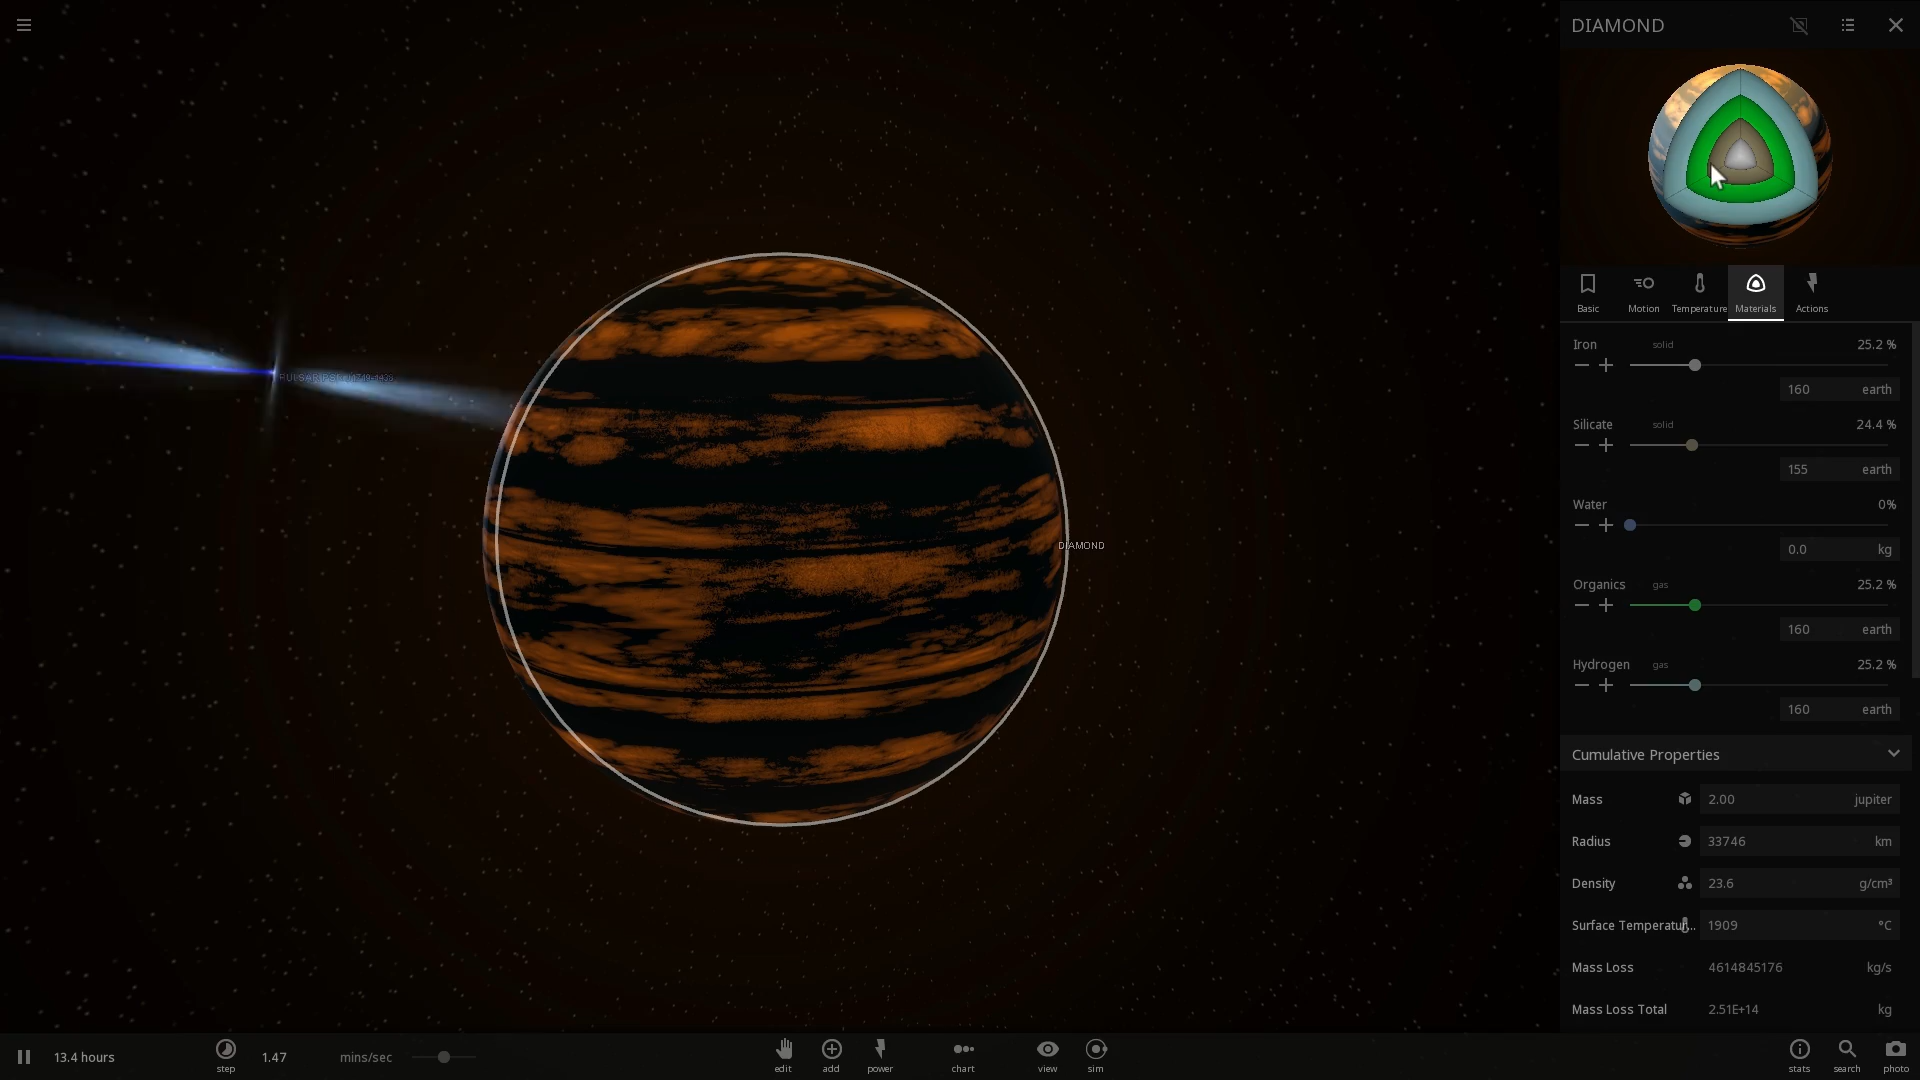 DIAMOND
Basic
Motion
Temperature
Materials
Actions
Iron solid 25.2 %
160 earth
Silicate solid 24.4 %
155 earth
Water 0%
0.0 kg
Organics gas 25.2 %
160 earth
Hydrogen gas 25.2 %
160 earth
Cumulative Properties
Mass 2.00 jupiter
Radius 33746 km
Density 23.6 g/cm³
Surface Temperatur... 1909 °C
Mass Loss 4614845176 kg/s
Mass Loss Total 2.51E+14 kg
DIAMOND
13.4 hours
step
1.47 mins/sec
edit
add
power
chart
view
sim
stats
search
photo